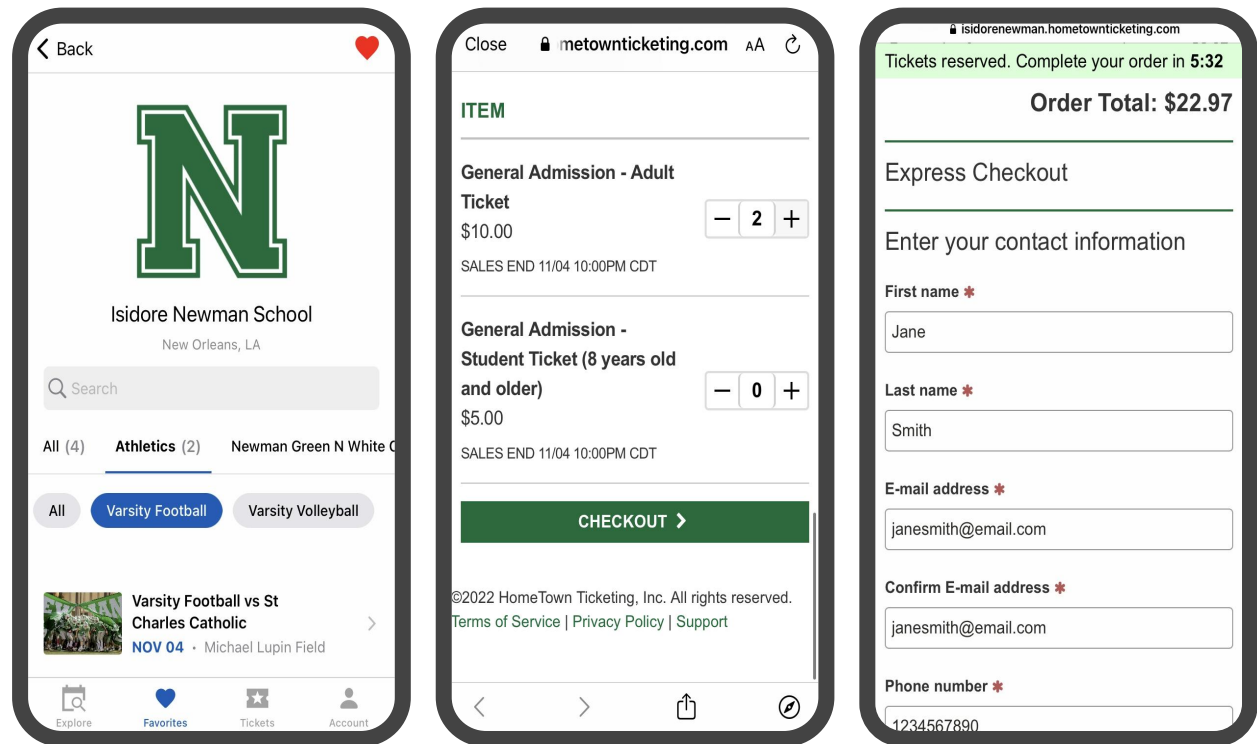 Back
N
Isidore Newman School
New Orleans, LA
Search
All (4) Athletics (2) Newman Green N White
All Varsity Football Varsity Volleyball
Varsity Football vs St
Charles Catholic
NOV 04 · Michael Lupin Field
Explore Favorites Tickets Account
Close metownticketing.com AA
ITEM
General Admission - Adult
Ticket
$10.00
SALES END 11/04 10:00PM CDT
2
General Admission -
Student Ticket (8 years old
and older)
$5.00
SALES END 11/04 10:00PM CDT
0
CHECKOUT
©2022 HomeTown Ticketing, Inc. All rights reserved.
Terms of Service | Privacy Policy | Support
isidorenewman.hometownticketing.com
Tickets reserved. Complete your order in 5:32
Order Total: $22.97
Express Checkout
Enter your contact information
First name *
Jane
Last name *
Smith
E-mail address *
janesmith@email.com
Confirm E-mail address *
janesmith@email.com
Phone number *
1234567890